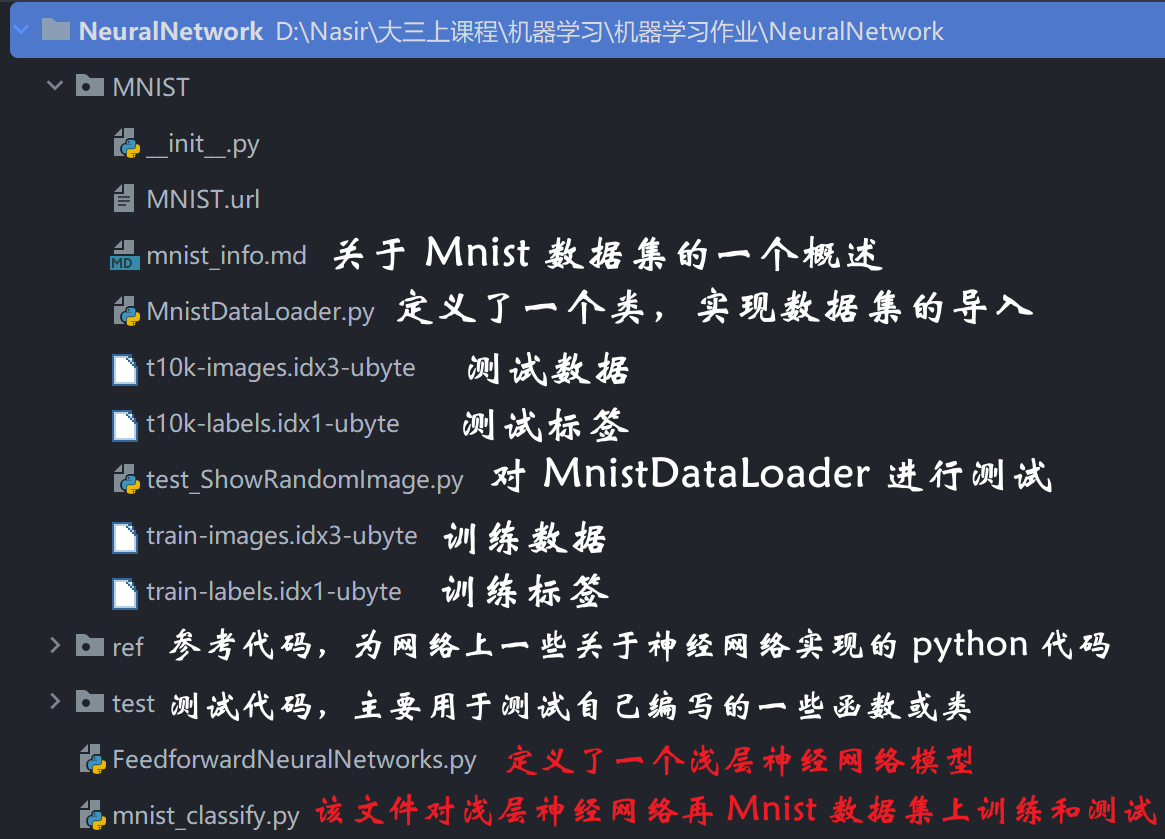 NeuralNetwork D:\Nasir\大三上课程\机器学习\机器学习作业\NeuralNetwork
MNIST
__init__.py
MNIST.url
MD mnist_info.md 关于 Mnist 数据集的一个概述
MnistDataLoader.py 定义了一个类，实现数据集的导入
t10k-images.idx3-ubyte 测试数据
t10k-labels.idx1-ubyte 测试标签
test_ShowRandomImage.py 对 MnistDataLoader 进行测试
train-images.idx3-ubyte 训练数据
train-labels.idx1-ubyte 训练标签
ref 参考代码，为网络上一些关于神经网络实现的 python 代码
test 测试代码，主要用于测试自己编写的一些函数或类
FeedforwardNeuralNetworks.py 定义了一个浅层神经网络模型
mnist_classify.py 该文件对浅层神经网络再 Mnist 数据集上训练和测试